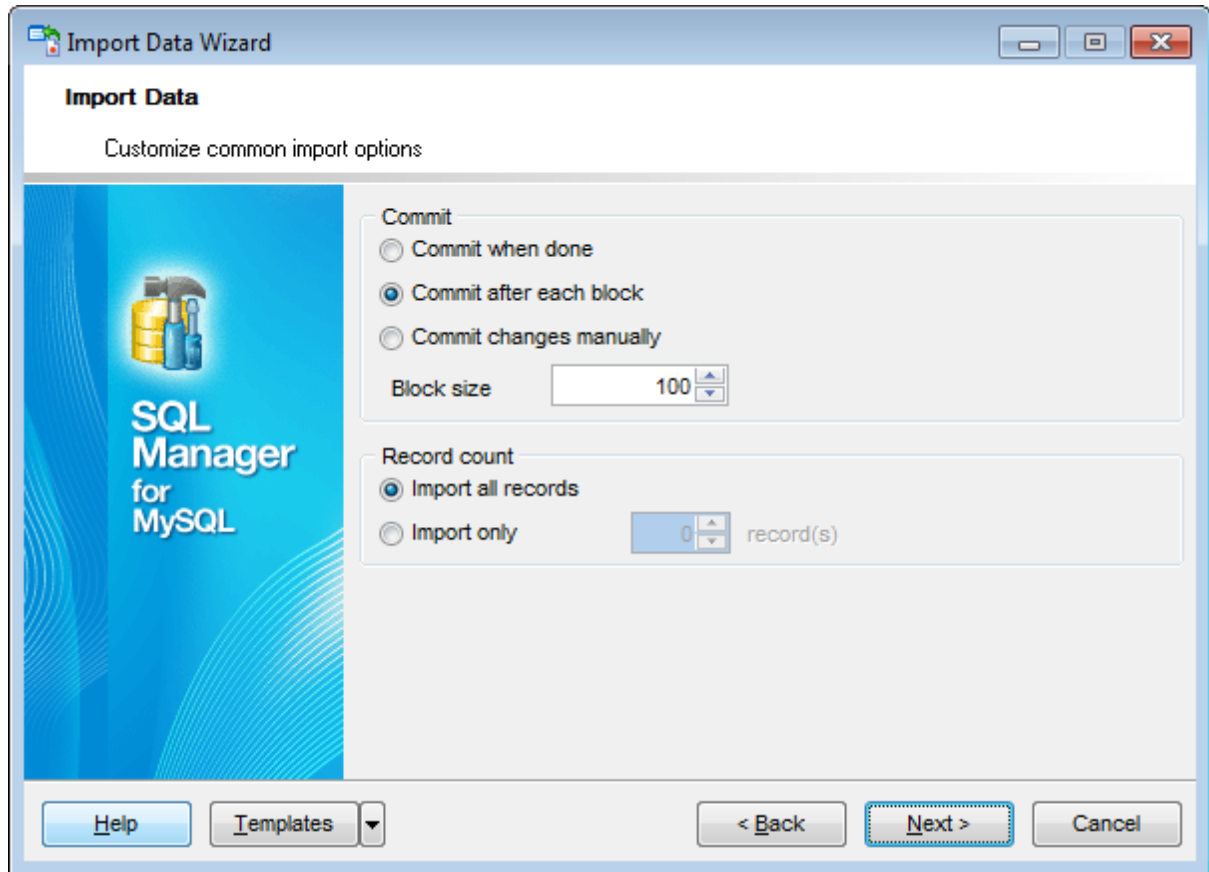 Import Data Wizard
Import Data
Customize common import options
Commit
Commit when done
Commit after each block
Commit changes manually
Block size 100
SQL
Manager
for
MySQL
Record count
Import all records
Import only 0 record(s)
Help Templates < Back Next > Cancel